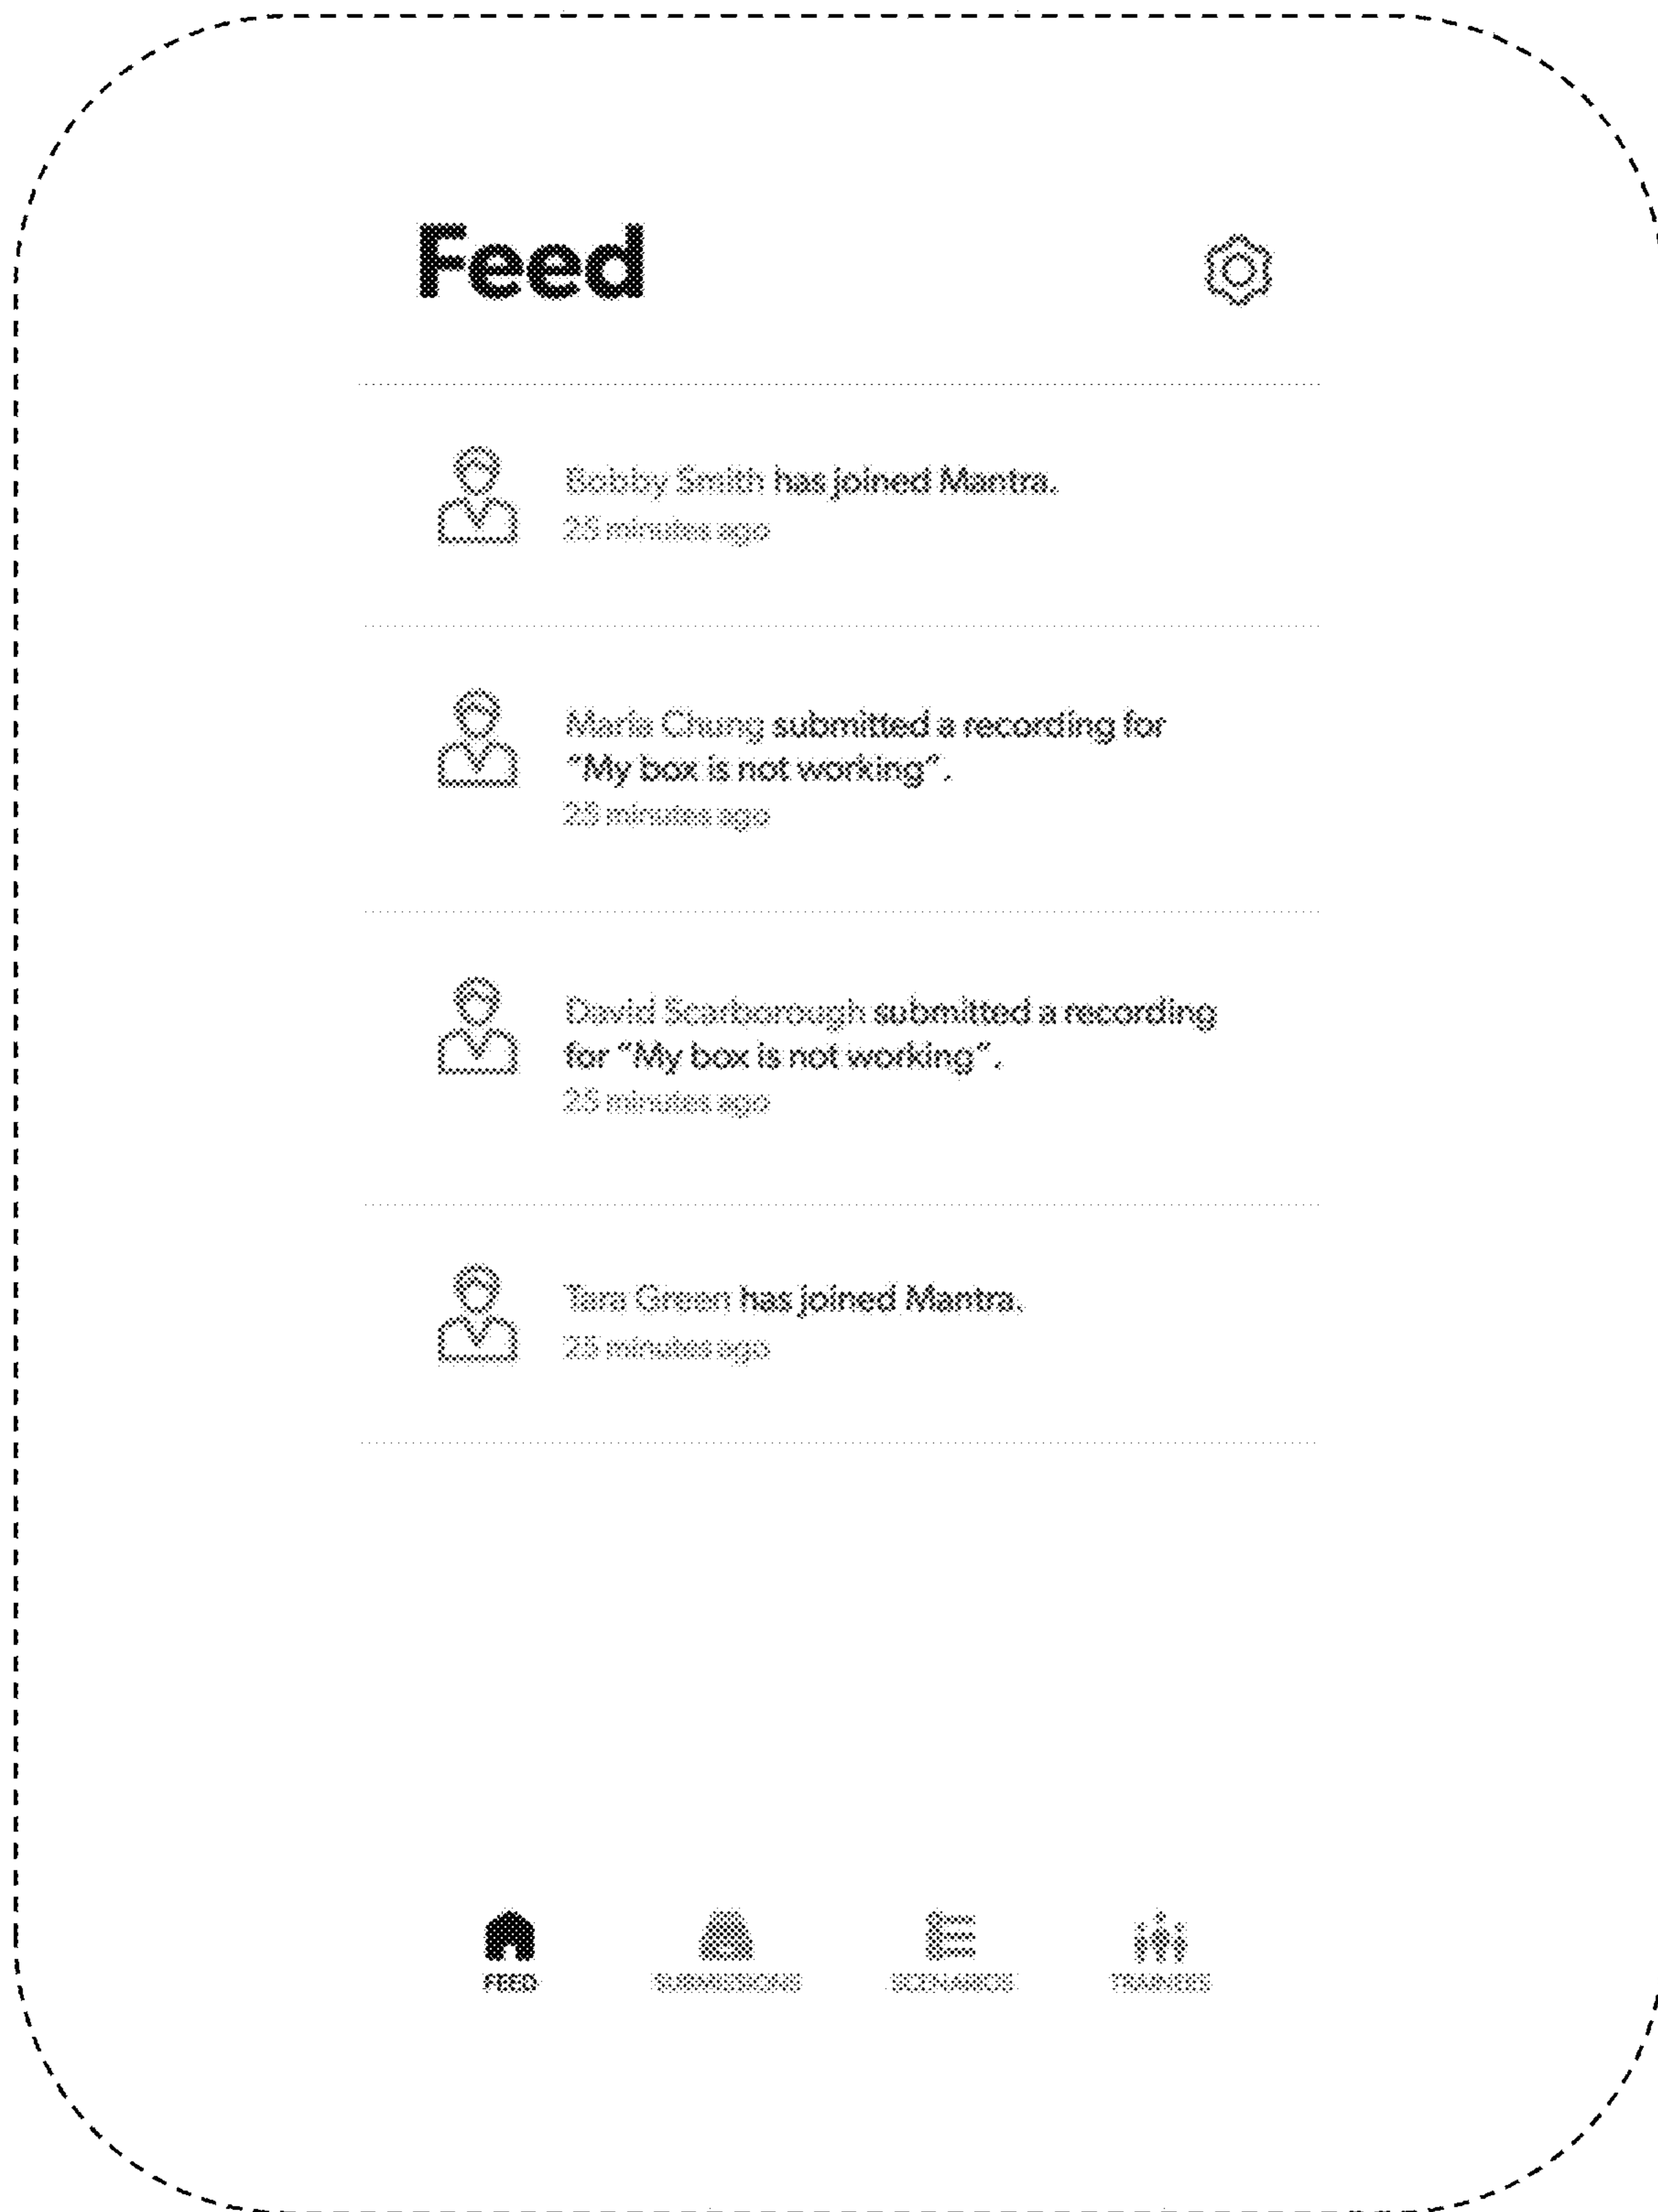 Feed
Bobby Smith has joined Mantra.
25 minutes ago
Maria Chung submitted a recording for
“My box is not working”.
25 minutes ago
David Scarborough submitted a recording
for “My box is not working”.
25 minutes ago
Tara Green has joined Mantra.
25 minutes ago
FEED
SUBMISSIONS
SCENARIOS
TRAINEES